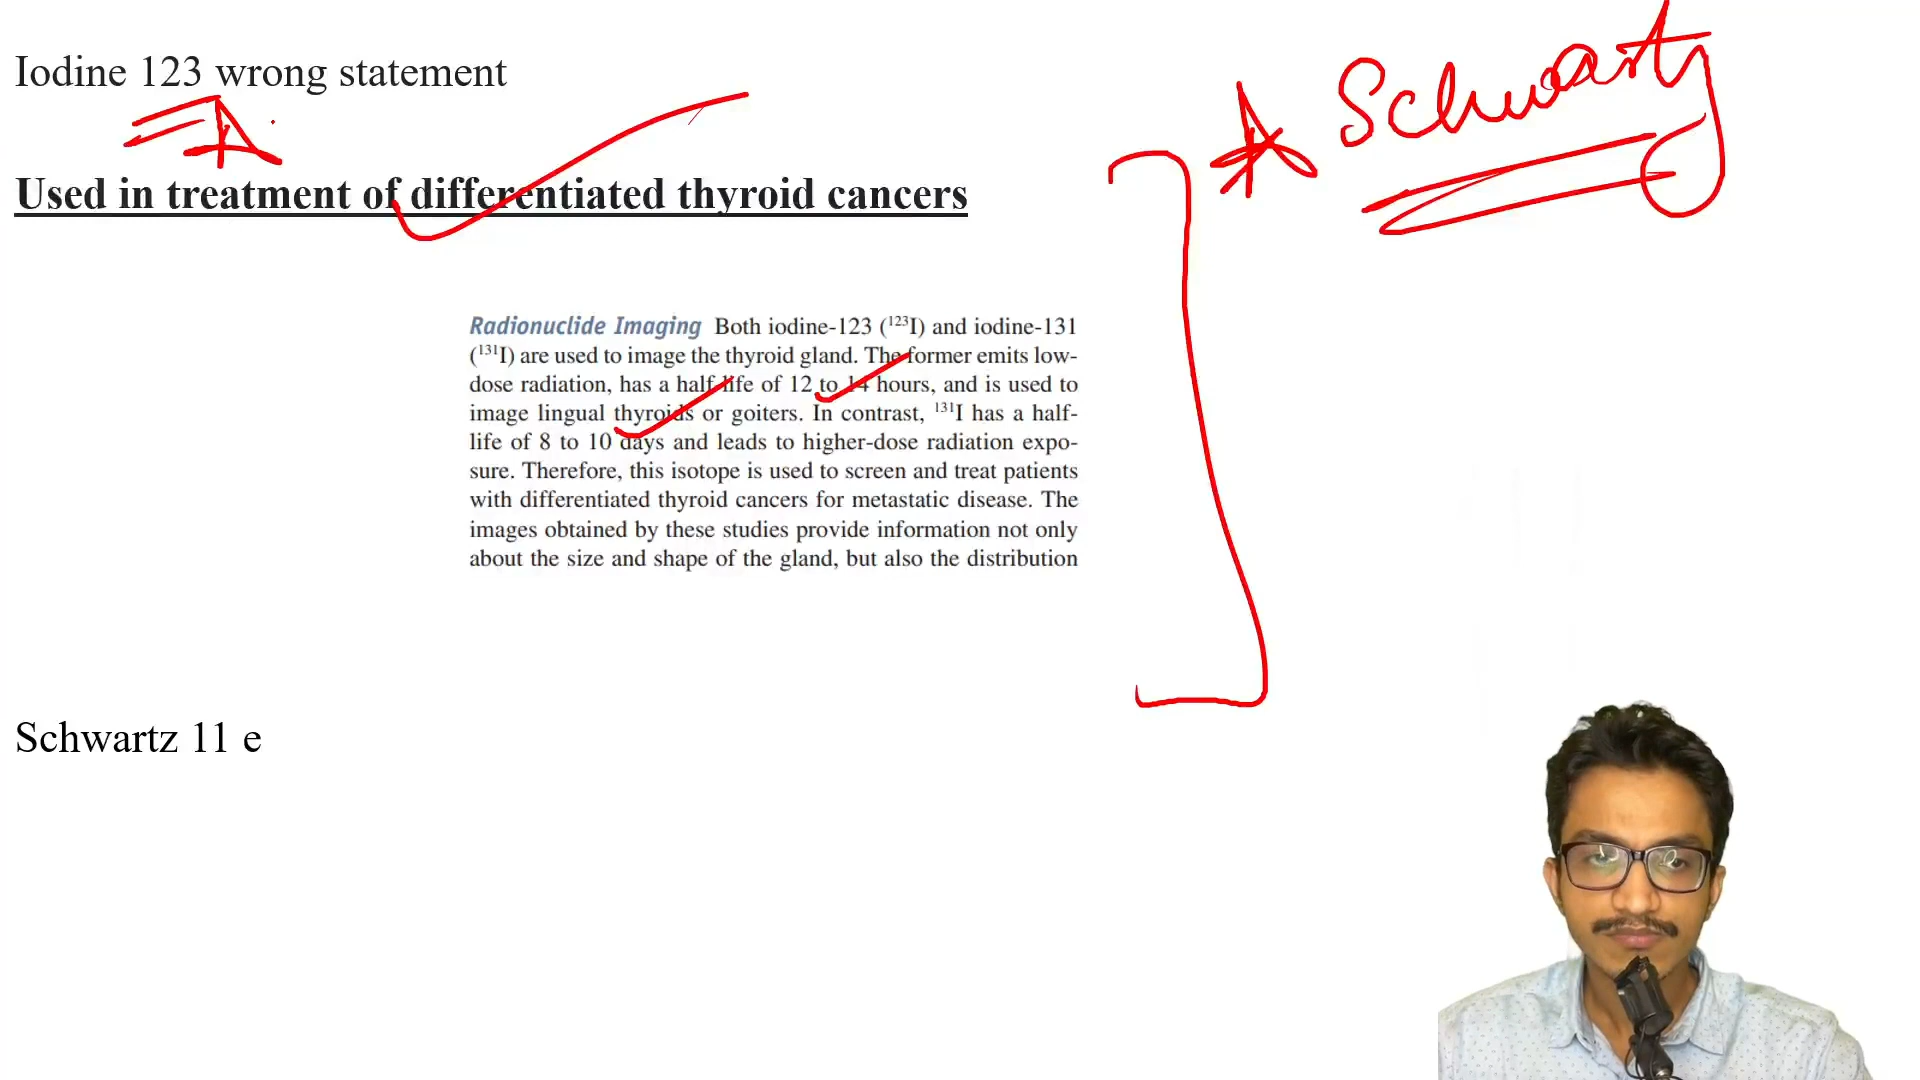 Iodine 123 wrong statement
Schwartz
Used in treatment of differentiated thyroid cancers
Radionuclide Imaging Both iodine-123 (¹²³I) and iodine-131
(¹³¹I) are used to image the thyroid gland. The former emits low-
dose radiation, has a half-life of 12 to 14 hours, and is used to
image lingual thyroids or goiters. In contrast, ¹³¹I has a half-
life of 8 to 10 days and leads to higher-dose radiation expo-
sure. Therefore, this isotope is used to screen and treat patients
with differentiated thyroid cancers for metastatic disease. The
images obtained by these studies provide information not only
about the size and shape of the gland, but also the distribution
Schwartz 11 e